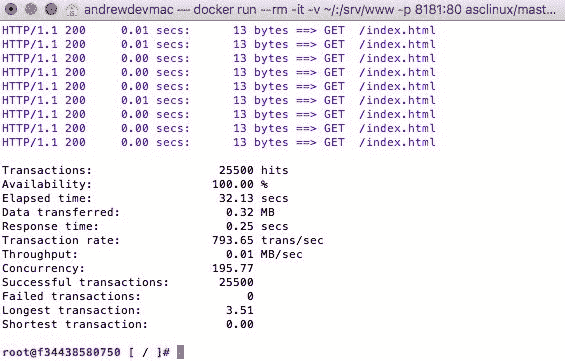 andrewdevmac — docker run --rm -it -v ~/:/srv/www -p 8181:80 asclinux/mast...
HTTP/1.1 200 0.01 secs: 13 bytes ==> GET /index.html
HTTP/1.1 200 0.01 secs: 13 bytes ==> GET /index.html
HTTP/1.1 200 0.00 secs: 13 bytes ==> GET /index.html
HTTP/1.1 200 0.00 secs: 13 bytes ==> GET /index.html
HTTP/1.1 200 0.00 secs: 13 bytes ==> GET /index.html
HTTP/1.1 200 0.01 secs: 13 bytes ==> GET /index.html
HTTP/1.1 200 0.00 secs: 13 bytes ==> GET /index.html
HTTP/1.1 200 0.00 secs: 13 bytes ==> GET /index.html
HTTP/1.1 200 0.00 secs: 13 bytes ==> GET /index.html
Transactions: 25500 hits
Availability: 100.00 %
Elapsed time: 32.13 secs
Data transferred: 0.32 MB
Response time: 0.25 secs
Transaction rate: 793.65 trans/sec
Throughput: 0.01 MB/sec
Concurrency: 195.77
Successful transactions: 25500
Failed transactions: 0
Longest transaction: 3.51
Shortest transaction: 0.00
root@f34438580750 [ / ]#